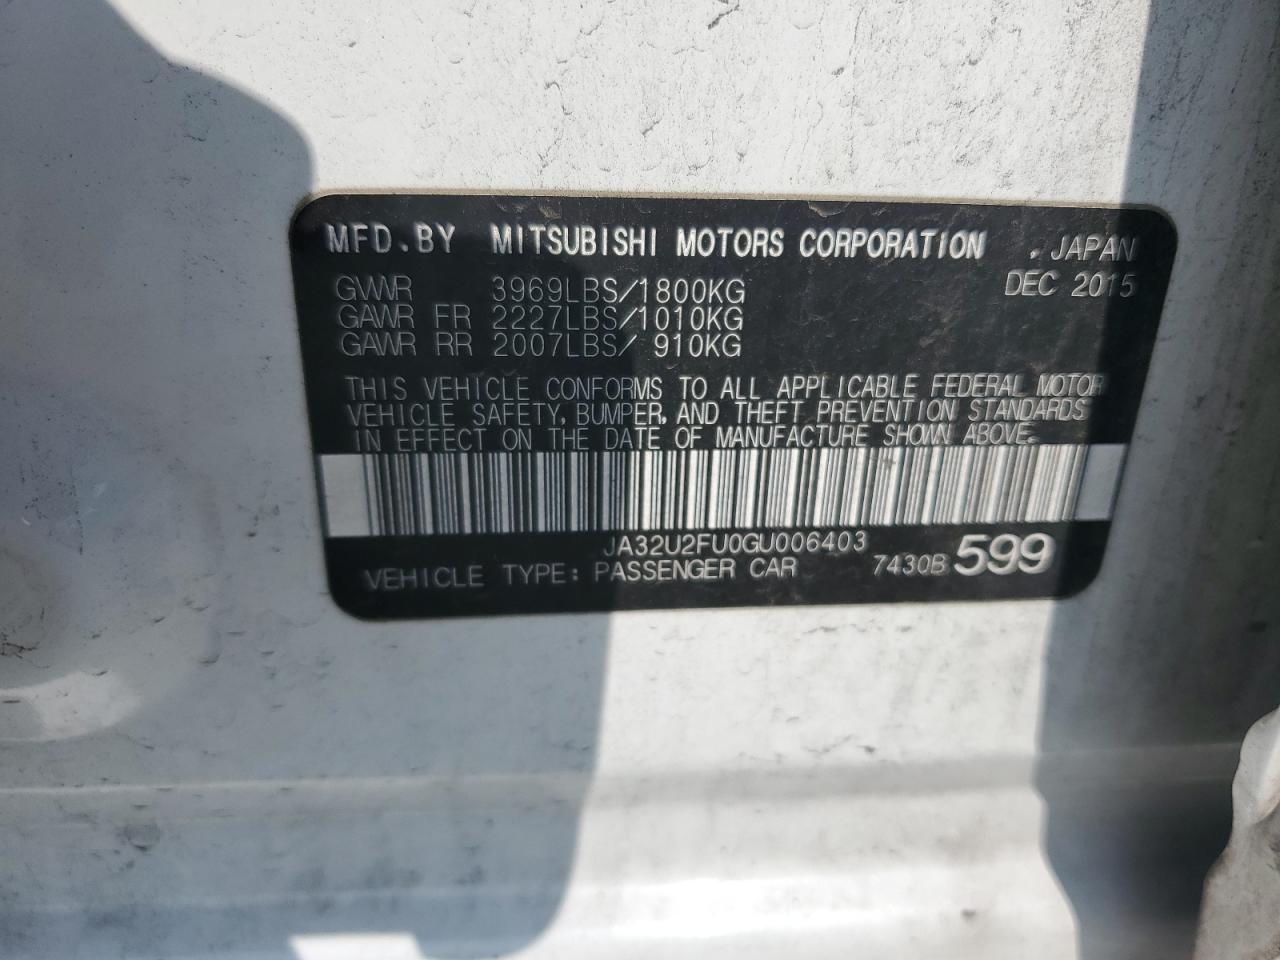 MFD.BY MITSUBISHI MOTORS CORPORATION . JAPAN
GVWR 3969LBS/1800KG DEC 2015
GAWR FR 2227LBS/1010KG
GAWR RR 2007LBS/ 910KG
THIS VEHICLE CONFORMS TO ALL APPLICABLE FEDERAL MOTOR
VEHICLE SAFETY, BUMPER, AND THEFT PREVENTION STANDARDS
IN EFFECT ON THE DATE OF MANUFACTURE SHOWN ABOVE.
JA32U2FU0GU006403
VEHICLE TYPE: PASSENGER CAR 7430B 599